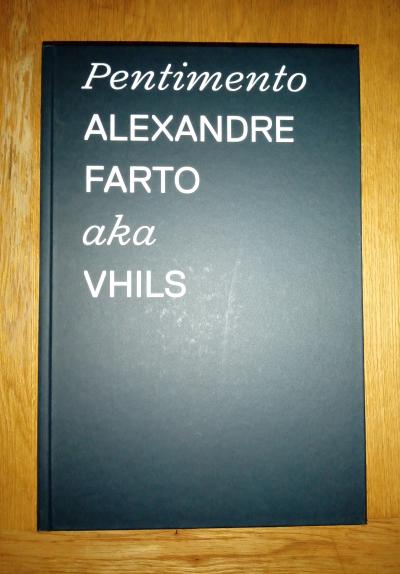 Pentimento
ALEXANDRE
FARTO
aka
VHILS